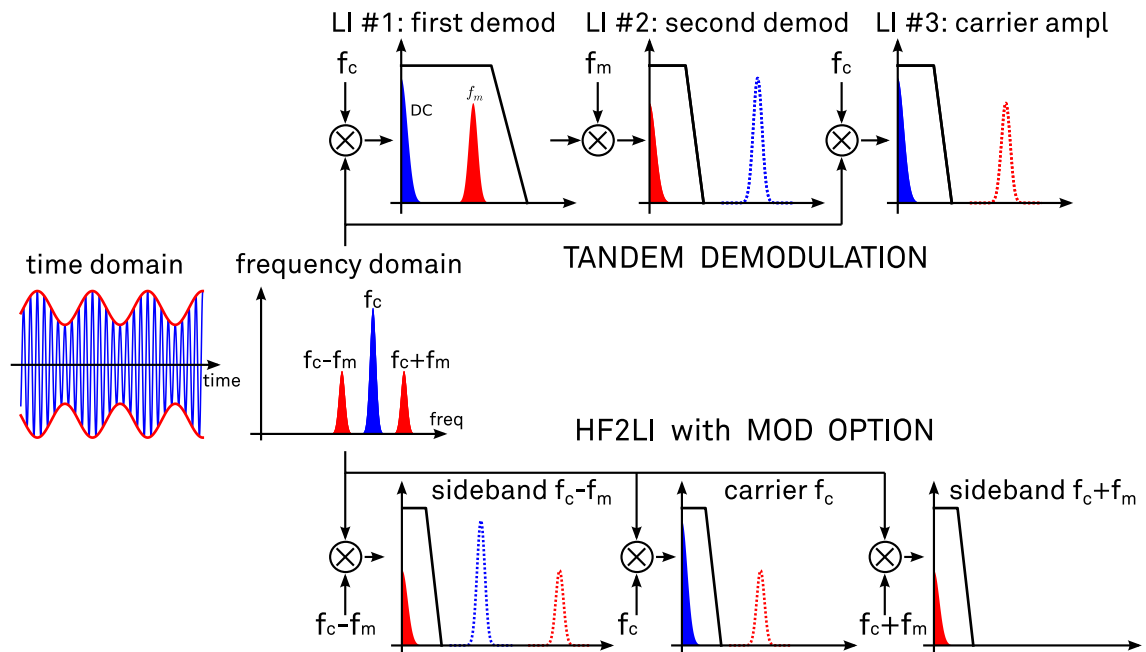 LI #1: first demod
LI #2: second demod
LI #3: carrier ampl
fc
fm
fc
DC
fm
TANDEM DEMODULATION
time domain
frequency domain
fc
fc-fm
fc+fm
time
freq
HF2LI with MOD OPTION
sideband fc-fm
carrier fc
sideband fc+fm
fc-fm
fc
fc+fm